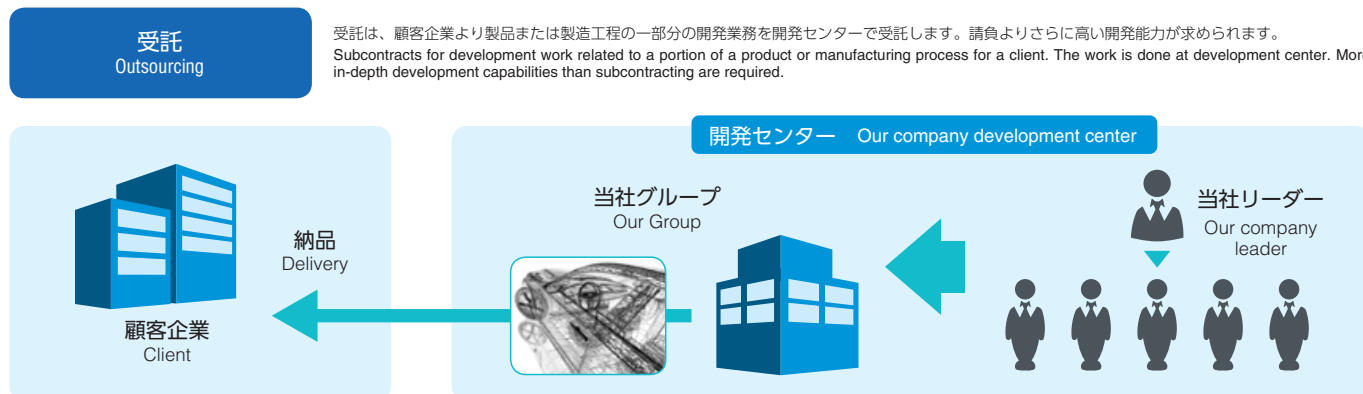 受託
Outsourcing
受託は、顧客企業より製品または製造工程の一部分の開発業務を開発センターで受託します。請負よりさらに高い開発能力が求められます。
Subcontracts for development work related to a portion of a product or manufacturing process for a client. The work is done at development center. More
in-depth development capabilities than subcontracting are required.
開発センター Our company development center
当社グループ
Our Group
当社リーダー
Our company
leader
納品
Delivery
顧客企業
Client